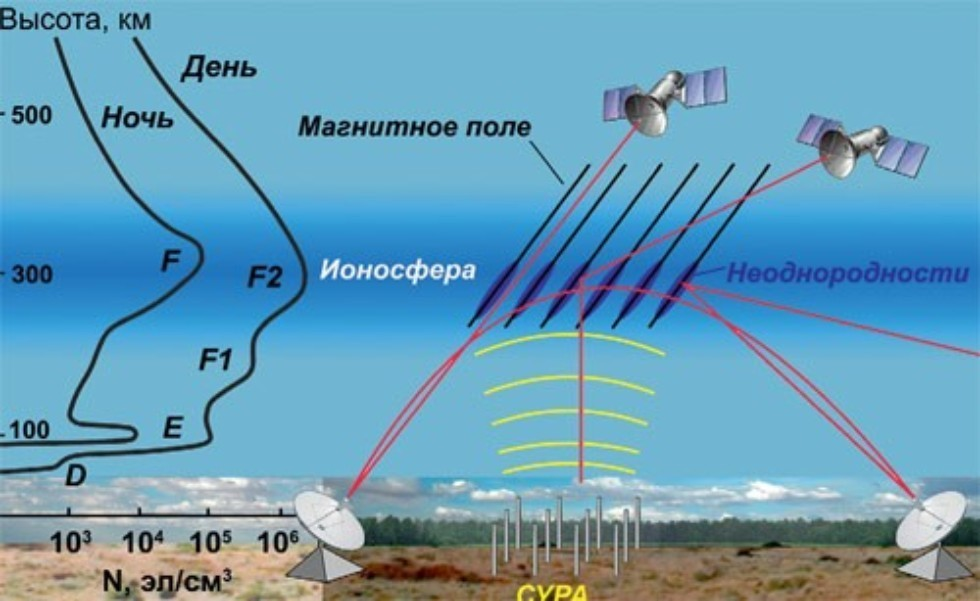 Высота, км
День
500
Ночь
Магнитное поле
F
F2
300
Ионосфера
Неоднородности
F1
E
100
D
10³ 10⁴ 10⁵ 10⁶
N, эл/см³
СУРА